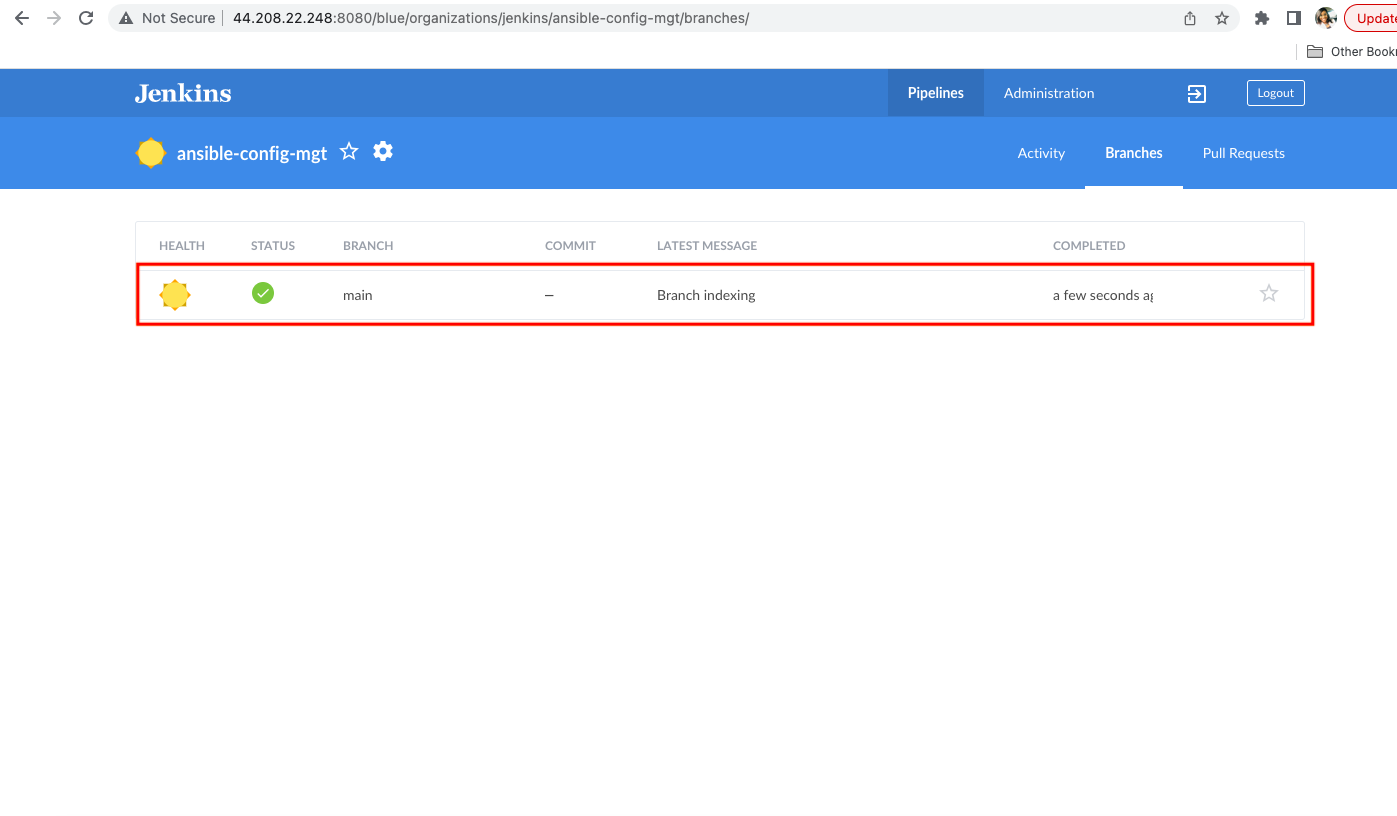 Not Secure 44.208.22.248:8080/blue/organizations/jenkins/ansible-config-mgt/branches/ Update
Other Bookm
Jenkins Pipelines Administration Logout
ansible-config-mgt Activity Branches Pull Requests
HEALTH STATUS BRANCH COMMIT LATEST MESSAGE COMPLETED
main – Branch indexing a few seconds ag